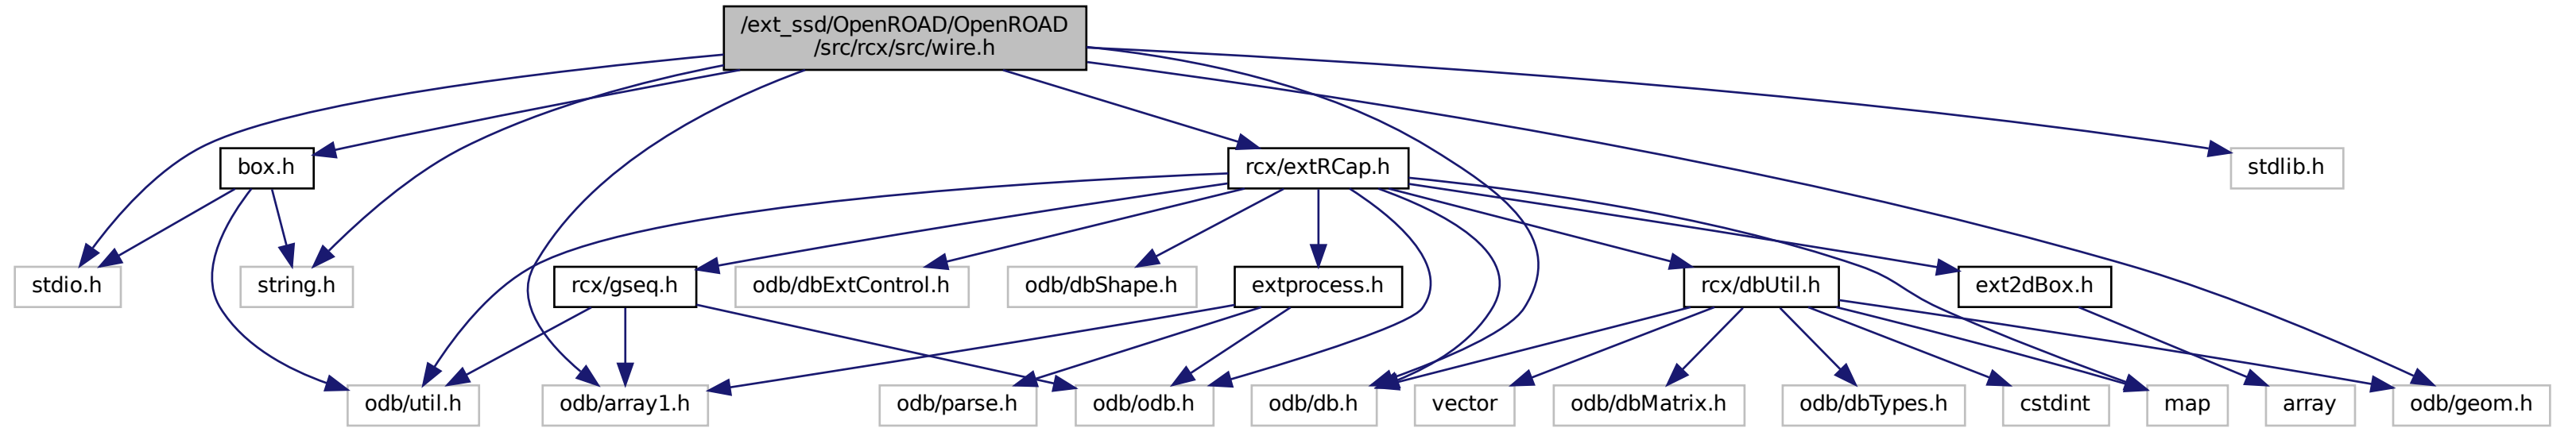 /ext_ssd/OpenROAD/OpenROAD
/src/rcx/src/wire.h
box.h
rcx/extRCap.h
stdlib.h
stdio.h
string.h
rcx/gseq.h
odb/dbExtControl.h
odb/dbShape.h
extprocess.h
rcx/dbUtil.h
ext2dBox.h
odb/util.h
odb/array1.h
odb/parse.h
odb/odb.h
odb/db.h
vector
odb/dbMatrix.h
odb/dbTypes.h
cstdint
map
array
odb/geom.h